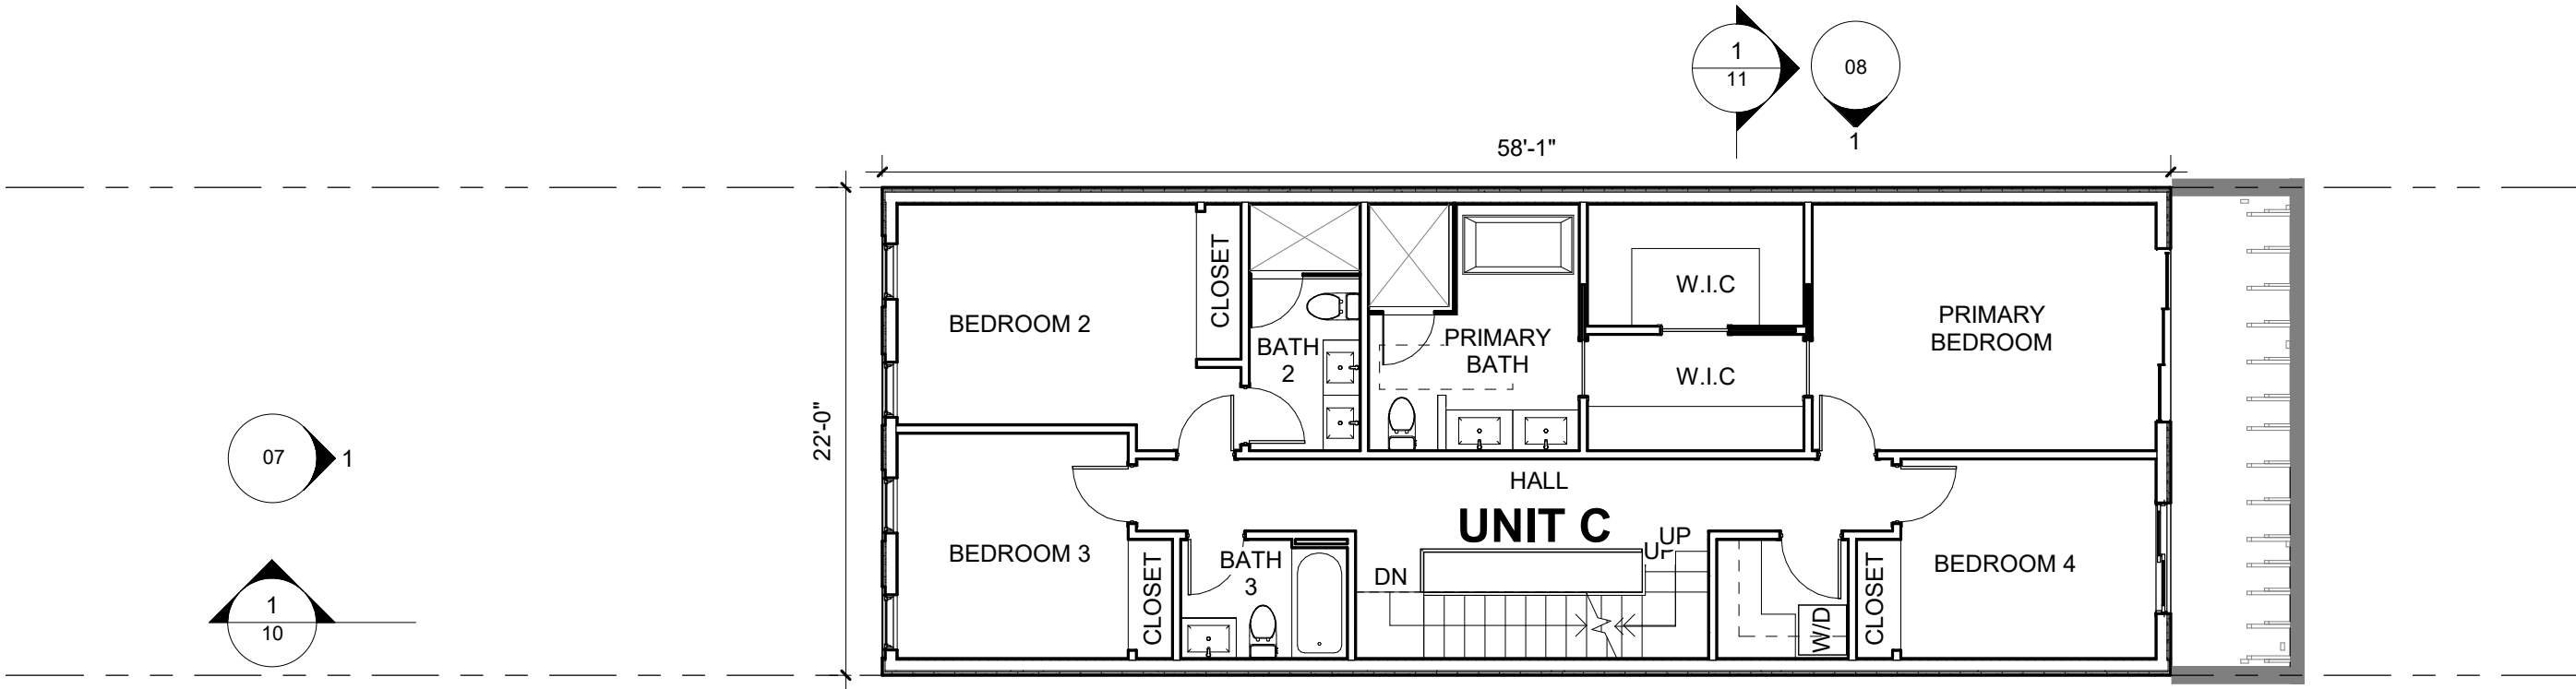 1
11
08
1
58'-1"
22'-0"
BEDROOM 2
CLOSET
BATH
2
PRIMARY
BATH
W.I.C
W.I.C
PRIMARY
BEDROOM
07
1
HALL
UNIT C
UP
UP
DN
BEDROOM 3
CLOSET
BATH
3
W/D
CLOSET
BEDROOM 4
1
10